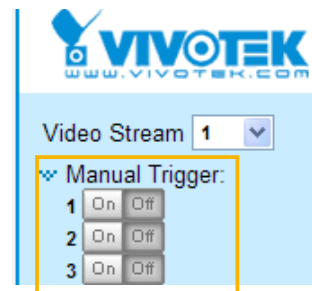 VIVOTEK
www.vivotek.com
Video Stream 1
Manual Trigger:
1 On Off
2 On Off
3 On Off